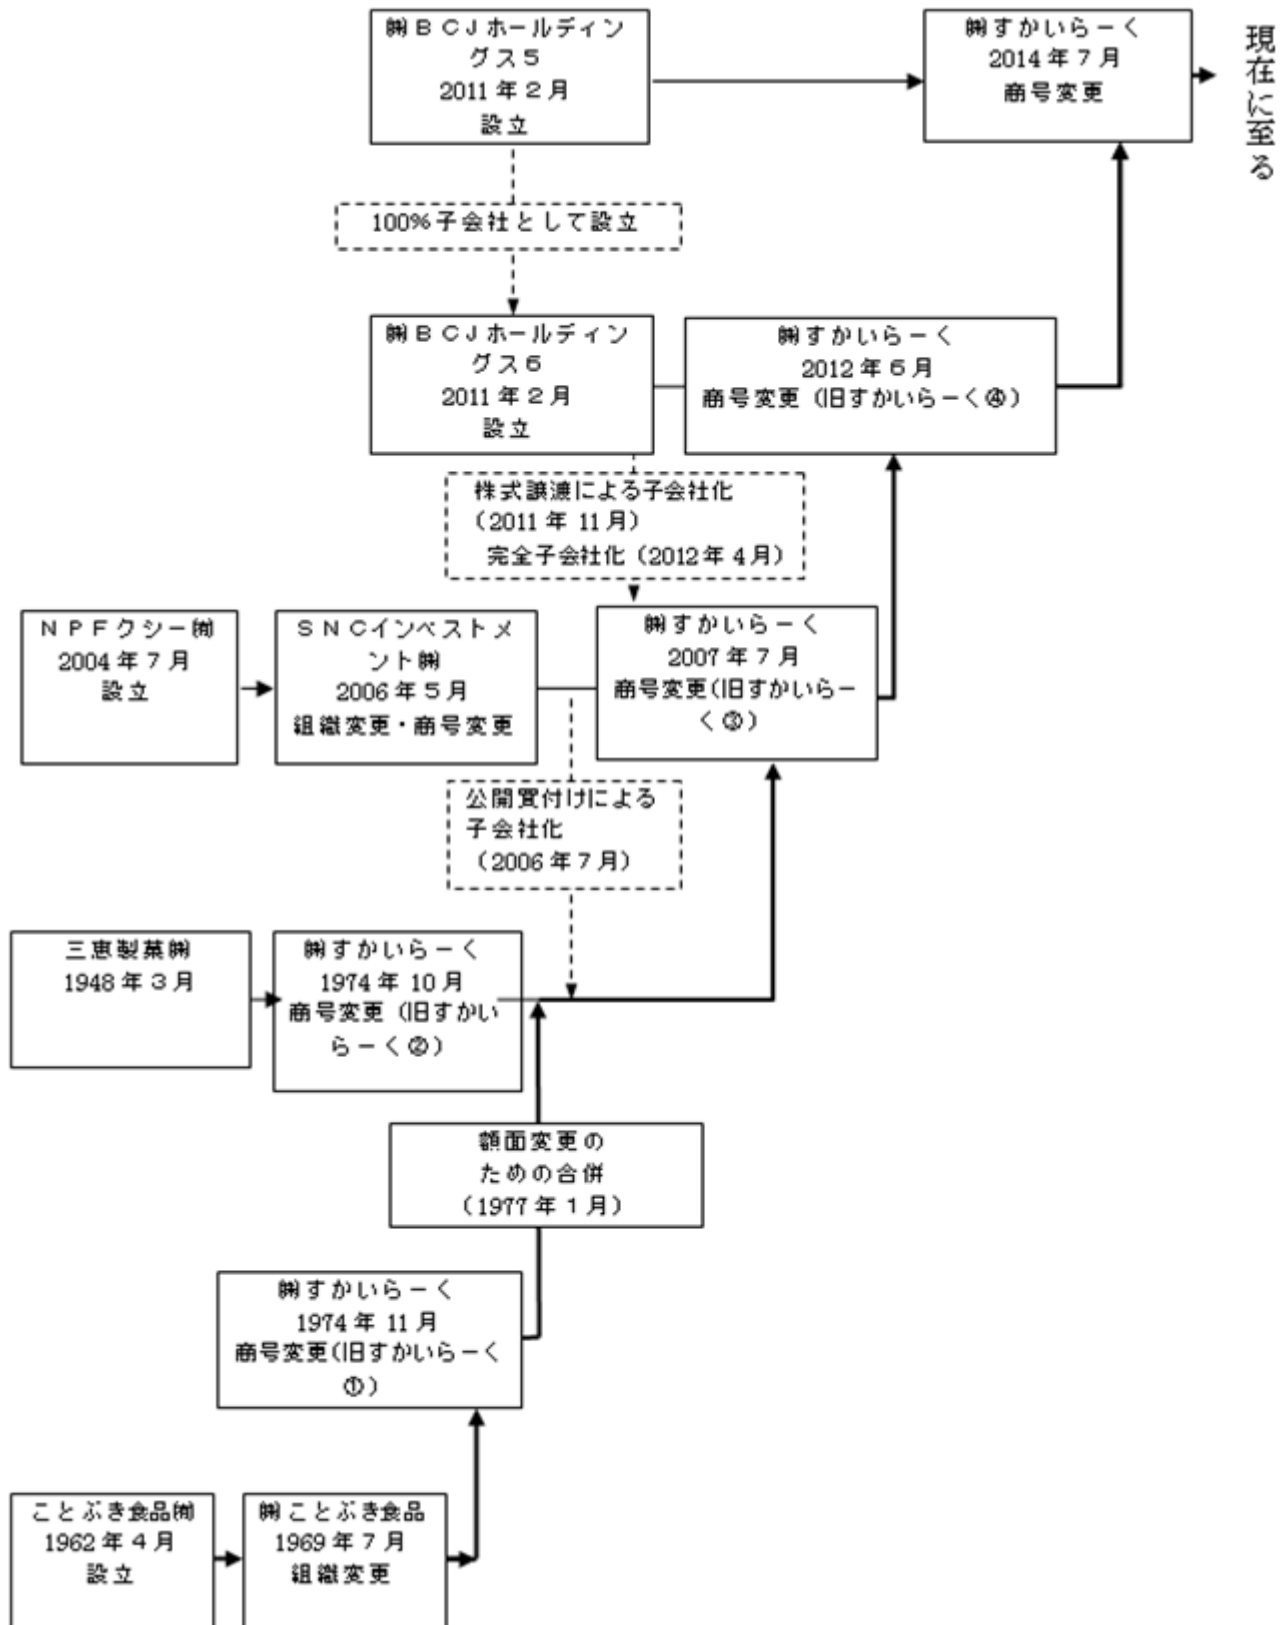 ㈱ＢＣＪホールディン
グス５
2011年２月
設立
㈱すかいらーく
2014年７月
商号変更
現在に至る
100%子会社として設立
㈱ＢＣＪホールディン
グス６
2011年２月
設立
㈱すかいらーく
2012年６月
商号変更（旧すかいらーく④）
株式譲渡による子会社化
（2011年11月）
完全子会社化（2012年４月）
ＮＰＦクシー㈲
2004年７月
設立
ＳＮＣインベストメ
ント㈱
2006年５月
組織変更・商号変更
㈱すかいらーく
2007年７月
商号変更（旧すかいらー
く③）
公開買付けによる
子会社化
（2006年７月）
三恵製菓㈱
1948年３月
㈱すかいらーく
1974年10月
商号変更（旧すかい
らーく②）
額面変更の
ための合併
（1977年１月）
㈱すかいらーく
1974年11月
商号変更（旧すかいらーく
①）
ことぶき食品㈲
1962年４月
設立
㈱ことぶき食品
1969年７月
組織変更